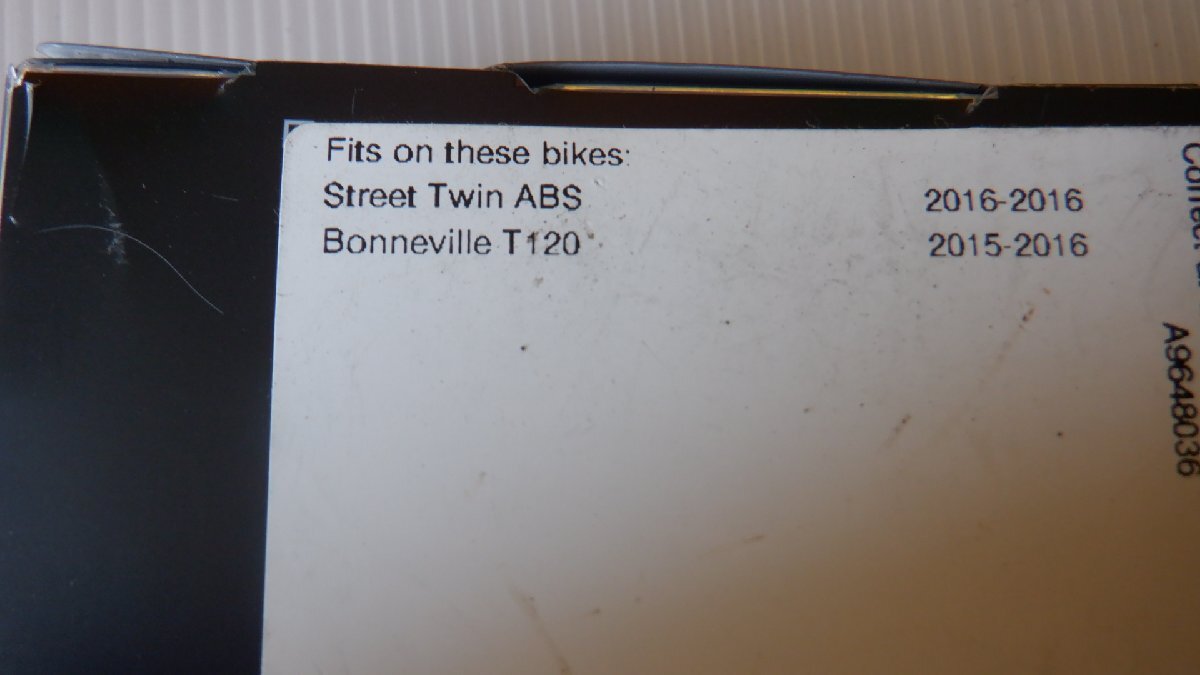 Fits on these bikes:
Street Twin ABS 2016-2016
Bonneville T120 2015-2016
A9648036